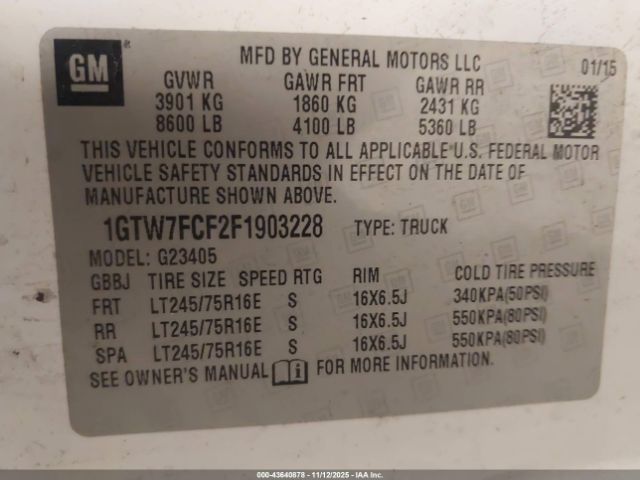 GM
MFD BY GENERAL MOTORS LLC
01/15
GVWR GAWR FRT GAWR RR
3901 KG 1860 KG 2431 KG
8600 LB 4100 LB 5360 LB
THIS VEHICLE CONFORMS TO ALL APPLICABLE U.S. FEDERAL MOTOR
VEHICLE SAFETY STANDARDS IN EFFECT ON THE DATE OF
MANUFACTURE SHOWN ABOVE.
1GTW7FCF2F1903228 TYPE: TRUCK
MODEL: G23405
GBBJ TIRE SIZE SPEED RTG RIM COLD TIRE PRESSURE
FRT LT245/75R16E S 16X6.5J 340KPA(50PSI)
RR LT245/75R16E S 16X6.5J 550KPA(80PSI)
SPA LT245/75R16E S 16X6.5J 550KPA(80PSI)
SEE OWNER'S MANUAL FOR MORE INFORMATION.
000-43640878 - 11/12/2025 - IAAI.CA